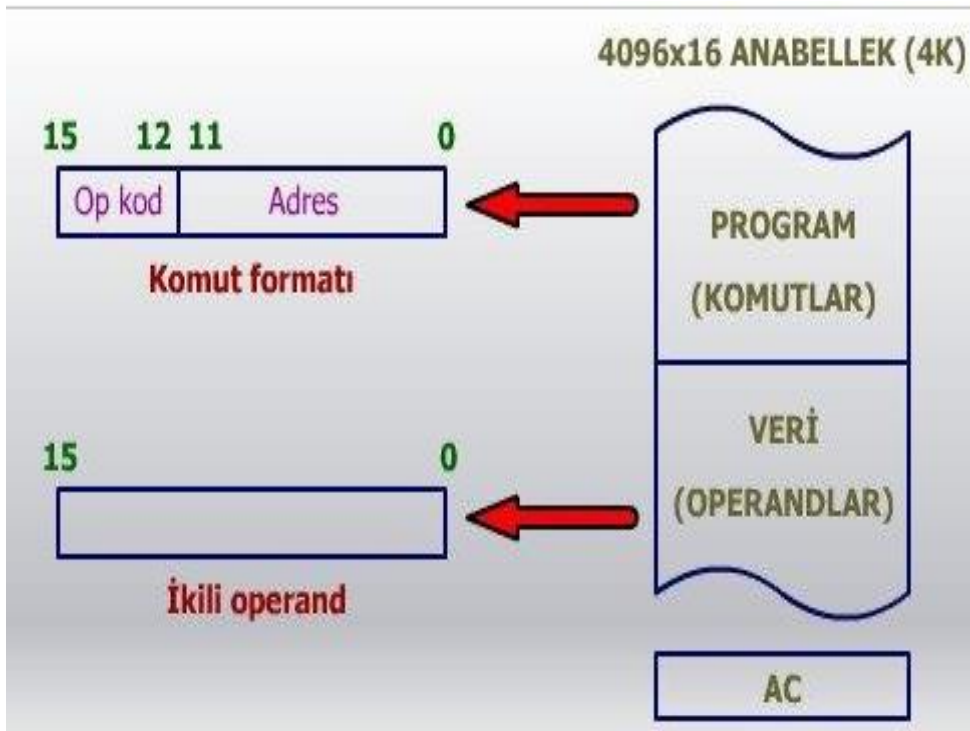 4096x16 ANABELLEK (4K)
15 12 11 0
Op kod Adres
Komut formatı
PROGRAM
(KOMUTLAR)
15 0
İkili operand
VERİ
(OPERANDLAR)
AC